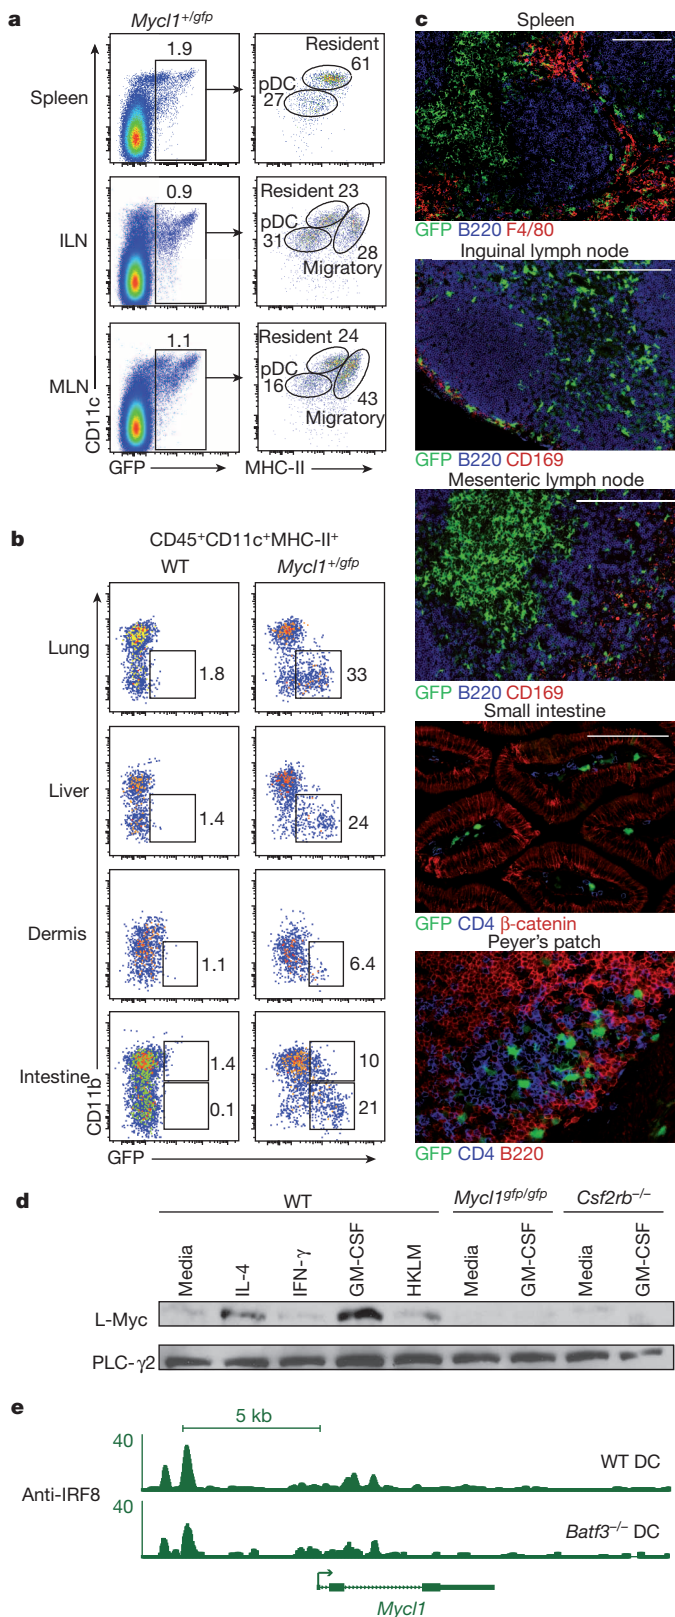 a
Mycl1+/gfp
1.9
Resident
61
pDC
27
Spleen
0.9
Resident 23
pDC
31
28
Migratory
ILN
1.1
Resident 24
pDC
16
43
Migratory
MLN
CD11c
GFP
MHC-II
b
CD45+CD11c+MHC-II+
WT
Mycl1+/gfp
Lung
1.8
33
Liver
1.4
24
Dermis
1.1
6.4
Intestine
1.4
10
0.1
21
CD11b
GFP
c
Spleen
GFP B220 F4/80
Inguinal lymph node
GFP B220 CD169
Mesenteric lymph node
GFP B220 CD169
Small intestine
GFP CD4 β-catenin
Peyer's patch
GFP CD4 B220
d
WT
Mycl1gfp/gfp
Csf2rb−/−
Media
IL-4
IFN-γ
GM-CSF
HKLM
Media
GM-CSF
Media
GM-CSF
L-Myc
PLC-γ2
e
5 kb
40
WT DC
Anti-IRF8
40
Batf3−/− DC
Mycl1